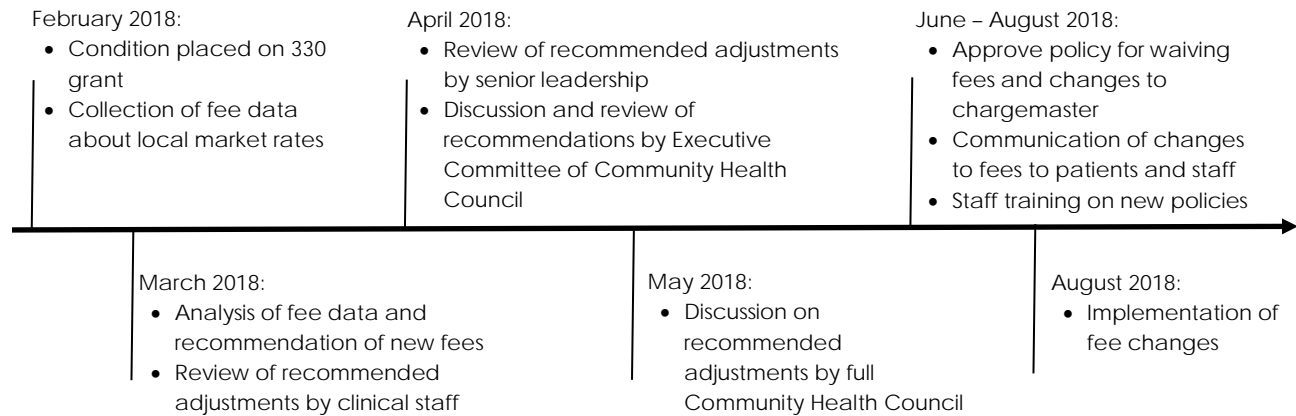 February 2018:
• Condition placed on 330
grant
• Collection of fee data
about local market rates
April 2018:
• Review of recommended adjustments
by senior leadership
• Discussion and review of
recommendations by Executive
Committee of Community Health
Council
June – August 2018:
• Approve policy for waiving
fees and changes to
chargemaster
• Communication of changes
to fees to patients and staff
• Staff training on new policies
March 2018:
• Analysis of fee data and
recommendation of new fees
• Review of recommended
adjustments by clinical staff
May 2018:
• Discussion on
recommended
adjustments by full
Community Health Council
August 2018:
• Implementation of
fee changes